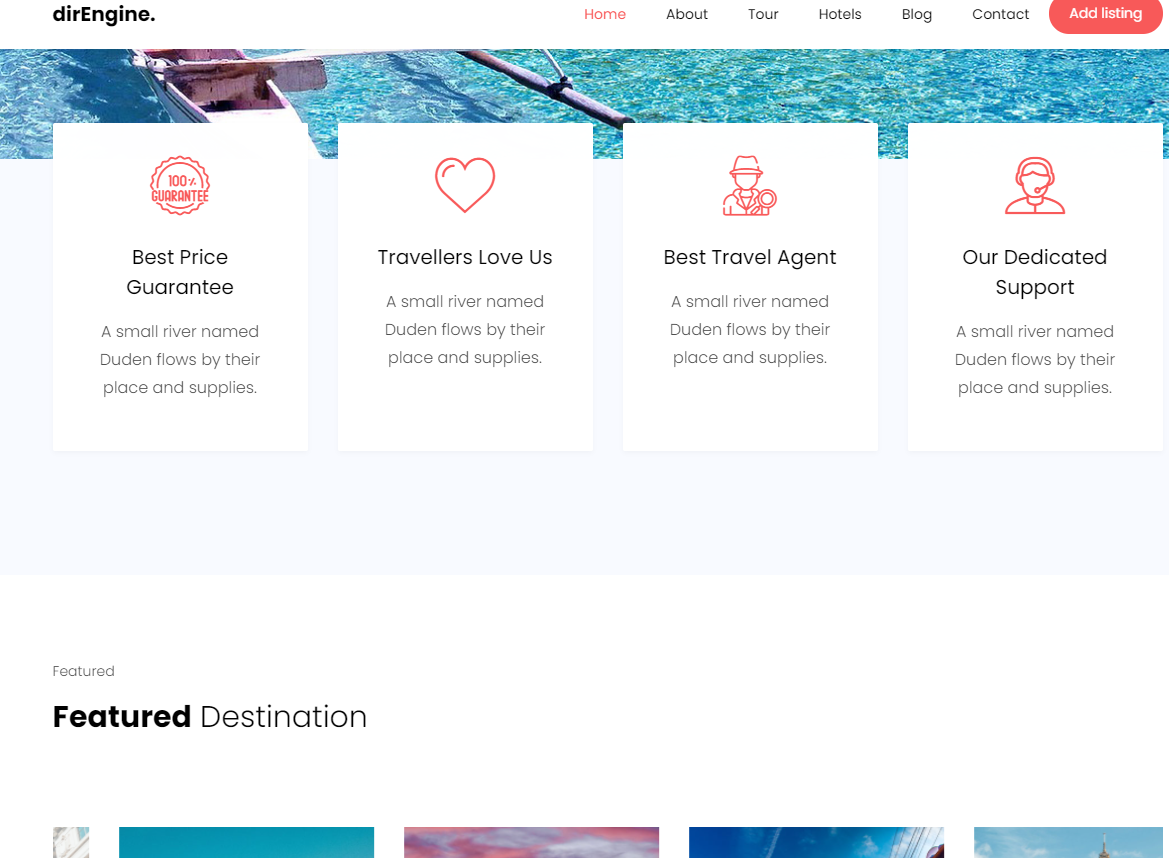 dirEngine.
Home About Tour Hotels Blog Contact Add listing
100%
GUARANTEE
Best Price
Guarantee
A small river named
Duden flows by their
place and supplies.
Travellers Love Us
A small river named
Duden flows by their
place and supplies.
Best Travel Agent
A small river named
Duden flows by their
place and supplies.
Our Dedicated
Support
A small river named
Duden flows by their
place and supplies.
Featured
Featured Destination